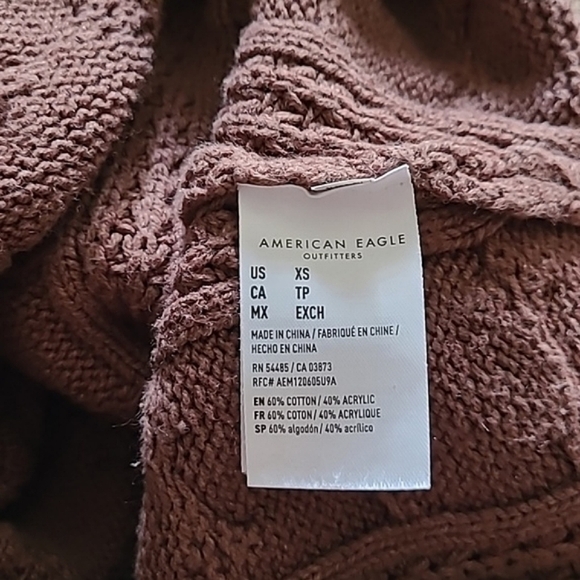 AMERICAN EAGLE
OUTFITTERS
US XS
CA TP
MX EXCH
MADE IN CHINA / FABRIQUÉ EN CHINE /
HECHO EN CHINA
RN 54485 / CA 03873
RFC# AEM120605U9A
EN 60% COTTON / 40% ACRYLIC
FR 60% COTON / 40% ACRYLIQUE
SP 60% algodón / 40% acrílico